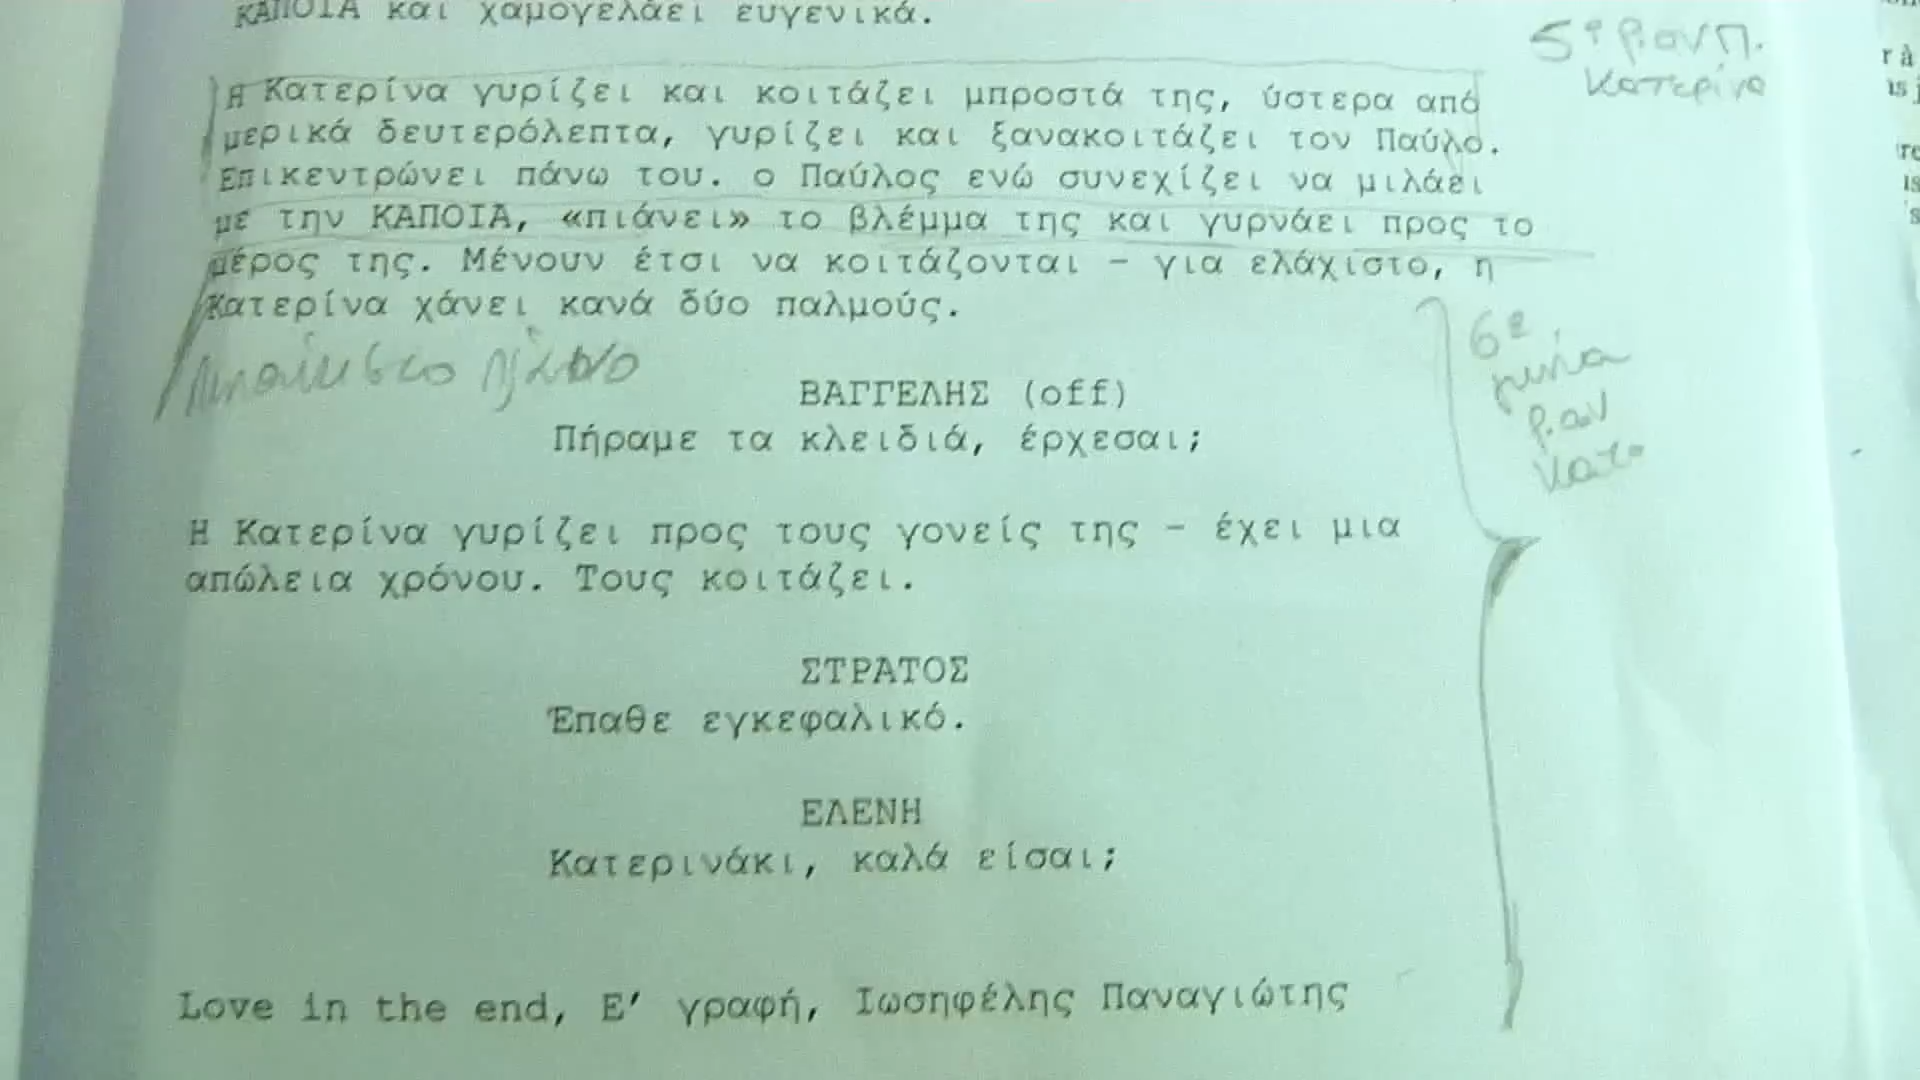 ΚΑΠΟΙΑ και χαμογελάει ευγενικά.
5η ρ. αν Π.
Κατερίνα
Η Κατερίνα γυρίζει και κοιτάζει μπροστά της, ύστερα από
μερικά δευτερόλεπτα, γυρίζει και ξανακοιτάζει τον Παύλο.
Επικεντρώνει πάνω του. ο Παύλος ενώ συνεχίζει να μιλάει
με την ΚΑΠΟΙΑ, «πιάνει» το βλέμμα της και γυρνάει προς το
μέρος της. Μένουν έτσι να κοιτάζονται – για ελάχιστο, η
Κατερίνα χάνει κανά δύο παλμούς.
ΒΑΓΓΕΛΗΣ (off)
Πήραμε τα κλειδιά, έρχεσαι;
Η Κατερίνα γυρίζει προς τους γονείς της – έχει μια
απώλεια χρόνου. Τους κοιτάζει.
ΣΤΡΑΤΟΣ
Έπαθε εγκεφαλικό.
ΕΛΕΝΗ
Κατερινάκι, καλά είσαι;
Love in the end, Ε' γραφή, Ιωσηφέλης Παναγιώτης